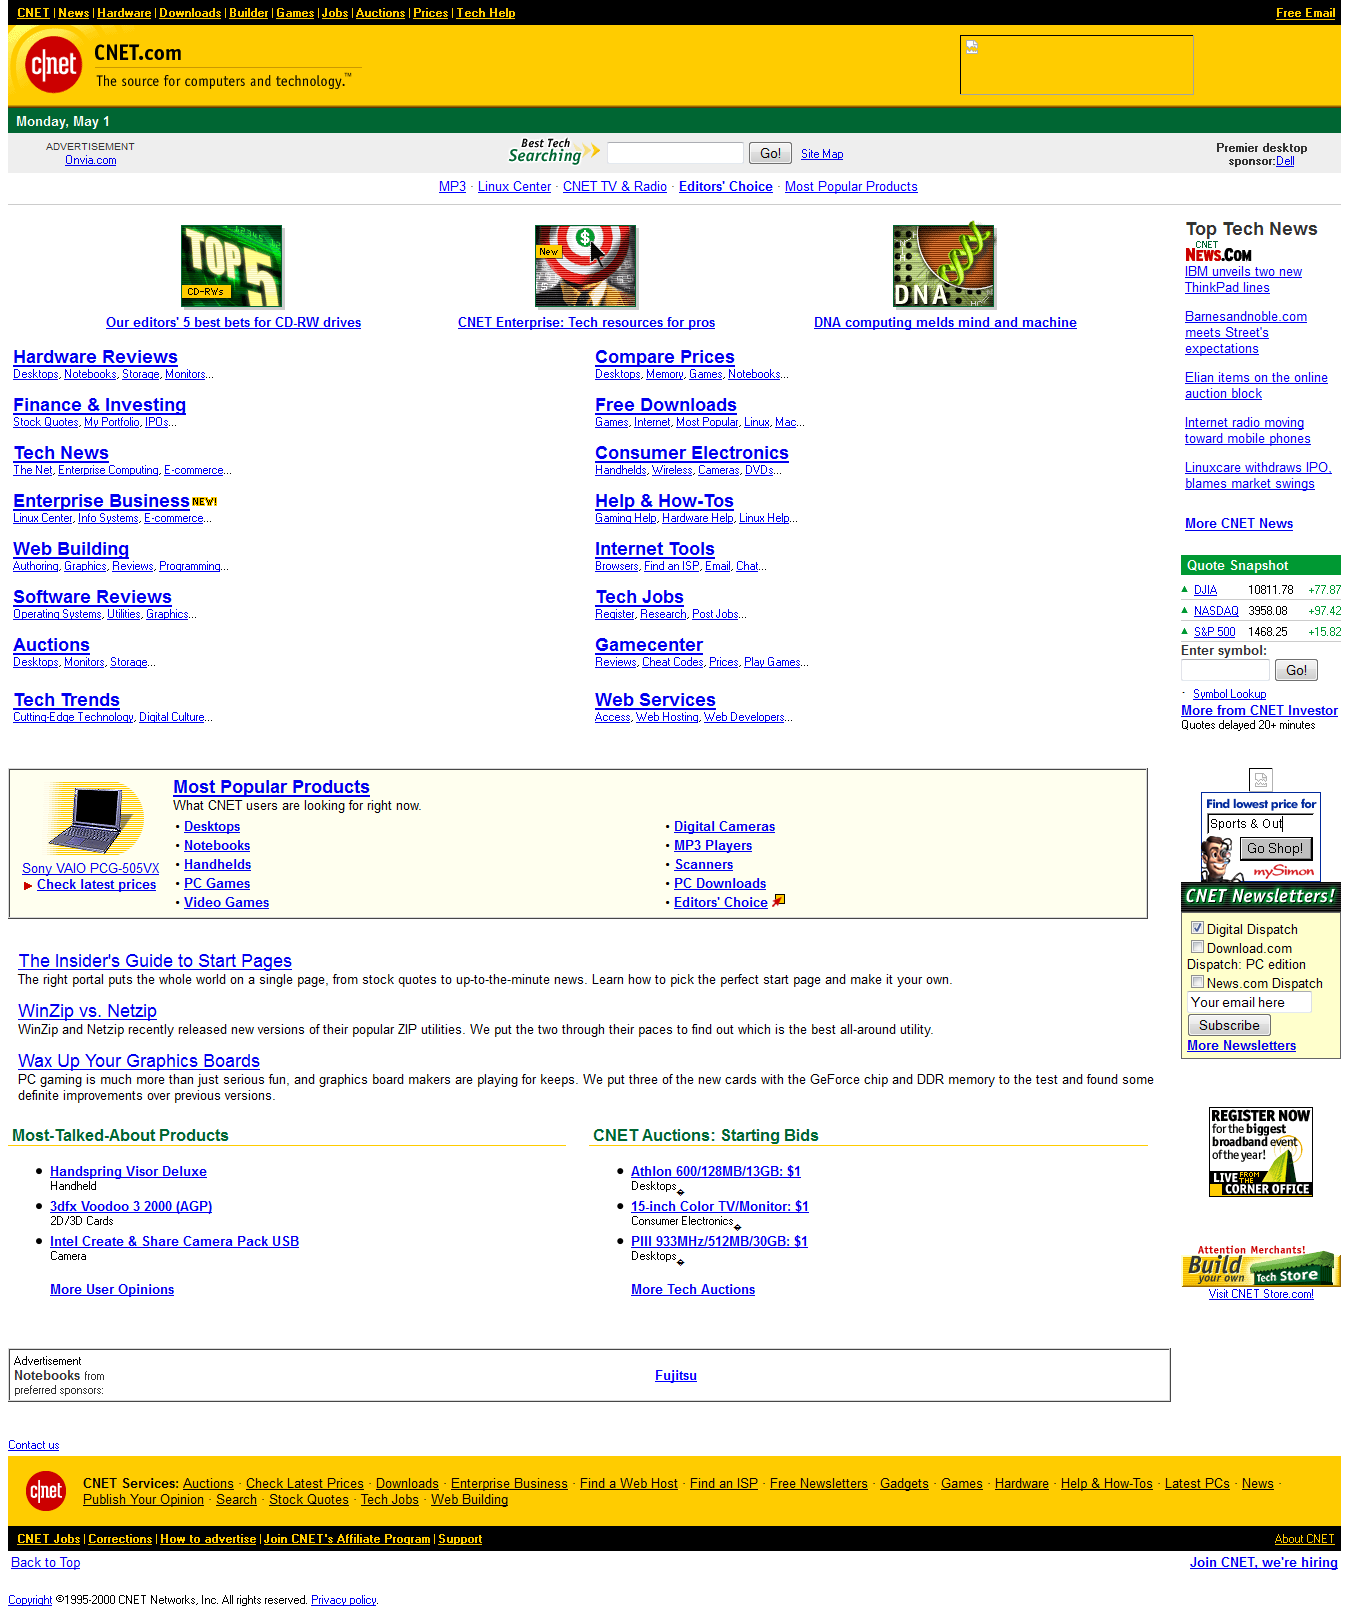 CNET | News | Hardware | Downloads | Builder | Games | Jobs | Auctions | Prices | Tech Help
Free Email
c|net
CNET.com
The source for computers and technology.™
Monday, May 1
ADVERTISEMENT
Onvia.com
Best Tech
Searching
Go!
Site Map
Premier desktop
sponsor:Dell
MP3 · Linux Center · CNET TV & Radio · Editors' Choice · Most Popular Products
TOP 5
CD-RWs
Our editors' 5 best bets for CD-RW drives
New
$
CNET Enterprise: Tech resources for pros
DNA
DNA computing melds mind and machine
Hardware Reviews
Desktops, Notebooks, Storage, Monitors...
Finance & Investing
Stock Quotes, My Portfolio, IPOs...
Tech News
The Net, Enterprise Computing, E-commerce...
Enterprise Business NEW!
Linux Center, Info Systems, E-commerce...
Web Building
Authoring, Graphics, Reviews, Programming...
Software Reviews
Operating Systems, Utilities, Graphics...
Auctions
Desktops, Monitors, Storage...
Tech Trends
Cutting-Edge Technology, Digital Culture...
Compare Prices
Desktops, Memory, Games, Notebooks...
Free Downloads
Games, Internet, Most Popular, Linux, Mac...
Consumer Electronics
Handhelds, Wireless, Cameras, DVDs...
Help & How-Tos
Gaming Help, Hardware Help, Linux Help...
Internet Tools
Browsers, Find an ISP, Email, Chat...
Tech Jobs
Register, Research, Post Jobs...
Gamecenter
Reviews, Cheat Codes, Prices, Play Games...
Web Services
Access, Web Hosting, Web Developers...
Top Tech News
CNET
NEWS.COM
IBM unveils two new
ThinkPad lines
Barnesandnoble.com
meets Street's
expectations
Elian items on the online
auction block
Internet radio moving
toward mobile phones
Linuxcare withdraws IPO,
blames market swings
More CNET News
Quote Snapshot
DJIA 10811.78 +77.87
NASDAQ 3958.08 +97.42
S&P 500 1468.25 +15.82
Enter symbol:
Go!
· Symbol Lookup
More from CNET Investor
Quotes delayed 20+ minutes
Sony VAIO PCG-505VX
Check latest prices
Most Popular Products
What CNET users are looking for right now.
• Desktops
• Notebooks
• Handhelds
• PC Games
• Video Games
• Digital Cameras
• MP3 Players
• Scanners
• PC Downloads
• Editors' Choice
Find lowest price for
Sports & Out
Go Shop!
mySimon
CNET Newsletters!
Digital Dispatch
Download.com
Dispatch: PC edition
News.com Dispatch
Your email here
Subscribe
More Newsletters
The Insider's Guide to Start Pages
The right portal puts the whole world on a single page, from stock quotes to up-to-the-minute news. Learn how to pick the perfect start page and make it your own.
WinZip vs. Netzip
WinZip and Netzip recently released new versions of their popular ZIP utilities. We put the two through their paces to find out which is the best all-around utility.
Wax Up Your Graphics Boards
PC gaming is much more than just serious fun, and graphics board makers are playing for keeps. We put three of the new cards with the GeForce chip and DDR memory to the test and found some
definite improvements over previous versions.
REGISTER NOW
for the biggest
broadband event
of the year!
LIVE FROM THE
CORNER OFFICE
Most-Talked-About Products
• Handspring Visor Deluxe
Handheld
• 3dfx Voodoo 3 2000 (AGP)
2D/3D Cards
• Intel Create & Share Camera Pack USB
Camera
More User Opinions
CNET Auctions: Starting Bids
• Athlon 600/128MB/13GB: $1
Desktops
• 15-inch Color TV/Monitor: $1
Consumer Electronics
• PIII 933MHz/512MB/30GB: $1
Desktops
More Tech Auctions
Attention Merchants!
Build
your own
Tech Store
Visit CNET Store.com!
Advertisement
Notebooks from
preferred sponsors:
Fujitsu
Contact us
c|net
CNET Services: Auctions · Check Latest Prices · Downloads · Enterprise Business · Find a Web Host · Find an ISP · Free Newsletters · Gadgets · Games · Hardware · Help & How-Tos · Latest PCs · News ·
Publish Your Opinion · Search · Stock Quotes · Tech Jobs · Web Building
CNET Jobs | Corrections | How to advertise | Join CNET's Affiliate Program | Support
About CNET
Back to Top
Join CNET, we're hiring
Copyright ©1995-2000 CNET Networks, Inc. All rights reserved. Privacy policy.